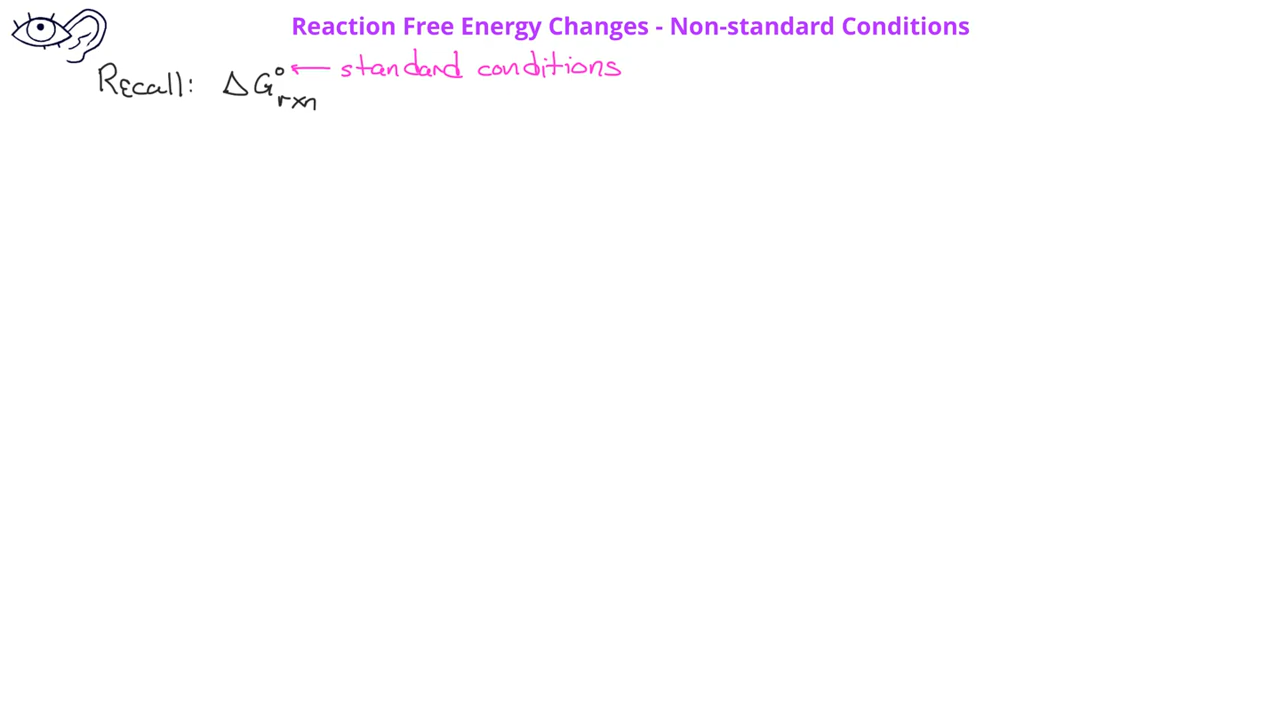 Reaction Free Energy Changes - Non-standard Conditions
Recall: ΔG°rxn ← standard conditions